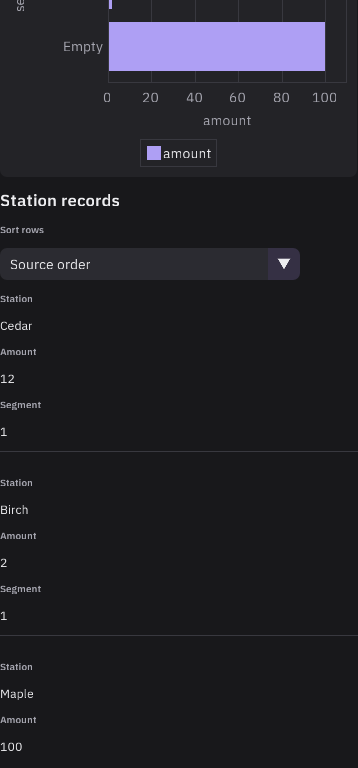 se
Empty
0 20 40 60 80 100
amount
amount
Station records
Sort rows
Source order
Station
Cedar
Amount
12
Segment
1
Station
Birch
Amount
2
Segment
1
Station
Maple
Amount
100